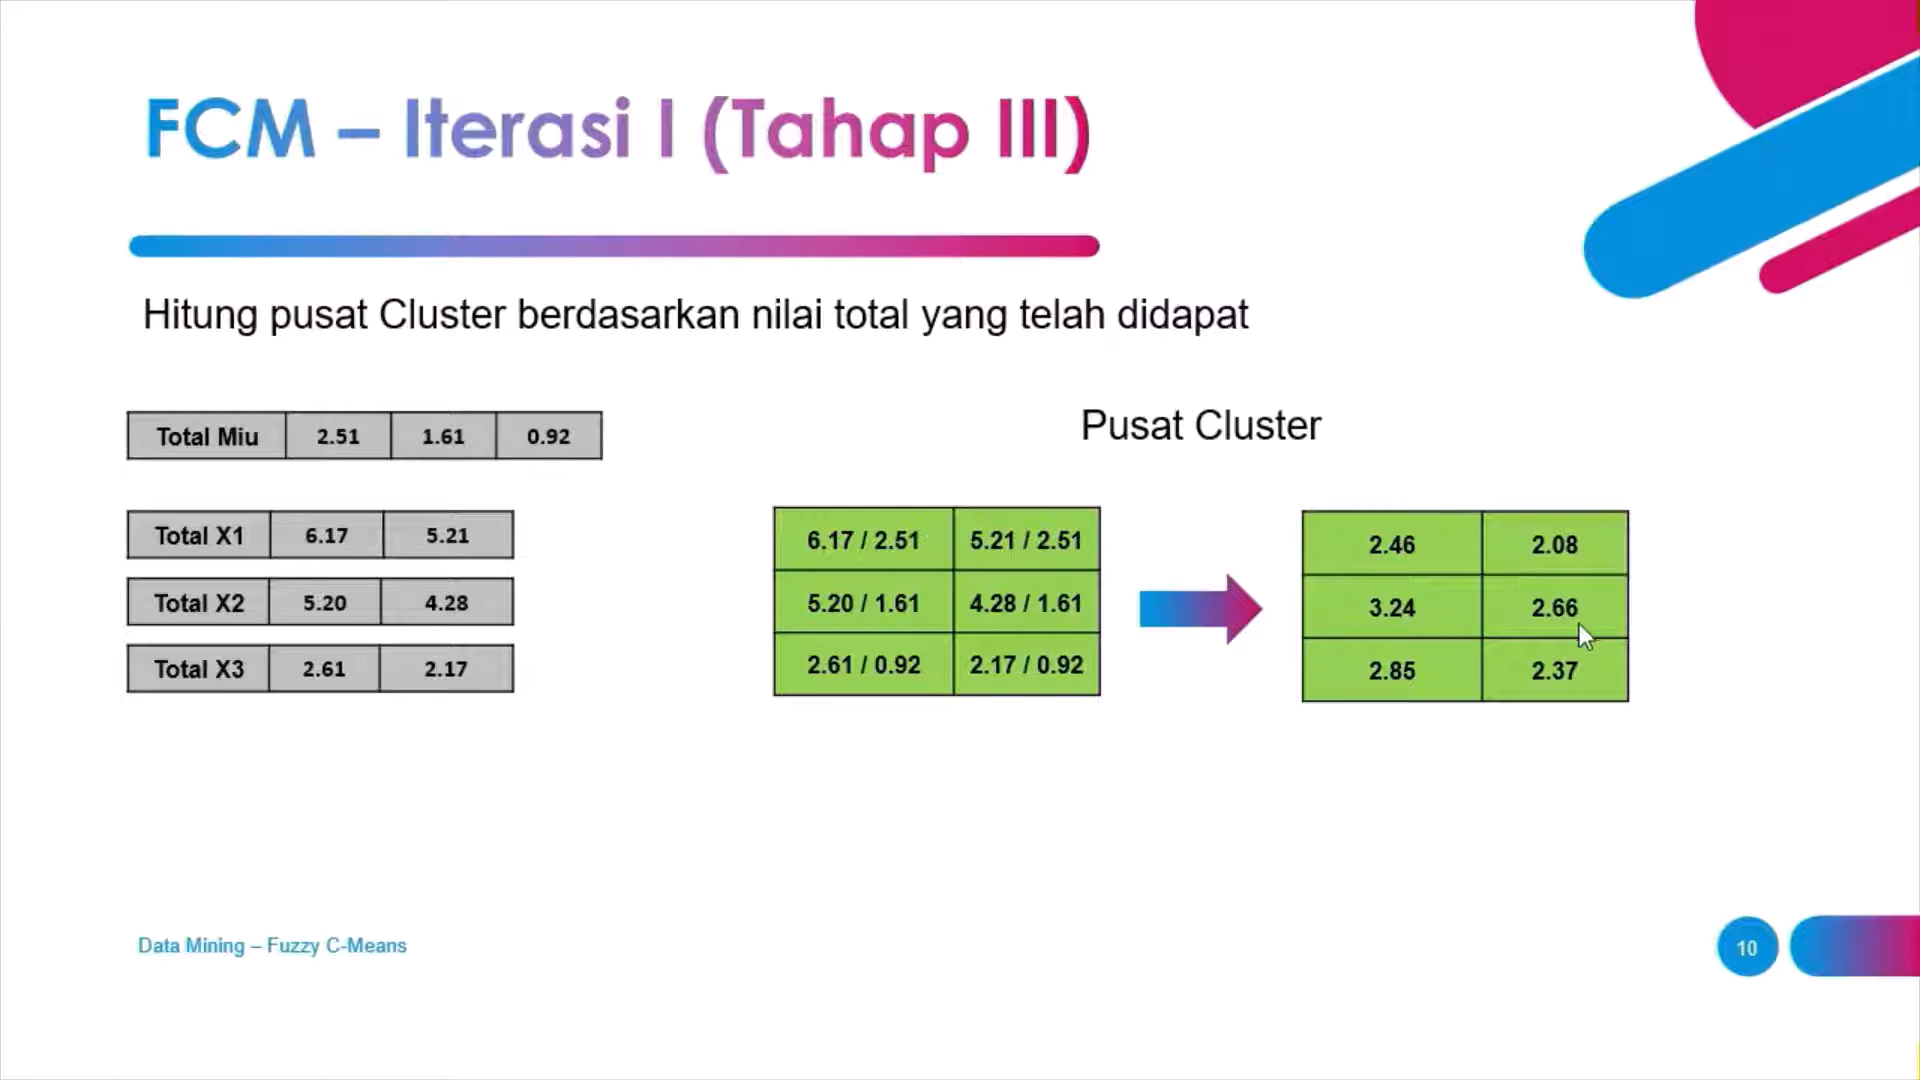 FCM – Iterasi I (Tahap III)
Hitung pusat Cluster berdasarkan nilai total yang telah didapat
Total Miu 2.51 1.61 0.92
Total X1 6.17 5.21
Total X2 5.20 4.28
Total X3 2.61 2.17
Pusat Cluster
6.17 / 2.51 5.21 / 2.51
5.20 / 1.61 4.28 / 1.61
2.61 / 0.92 2.17 / 0.92
2.46 2.08
3.24 2.66
2.85 2.37
Data Mining – Fuzzy C-Means
10